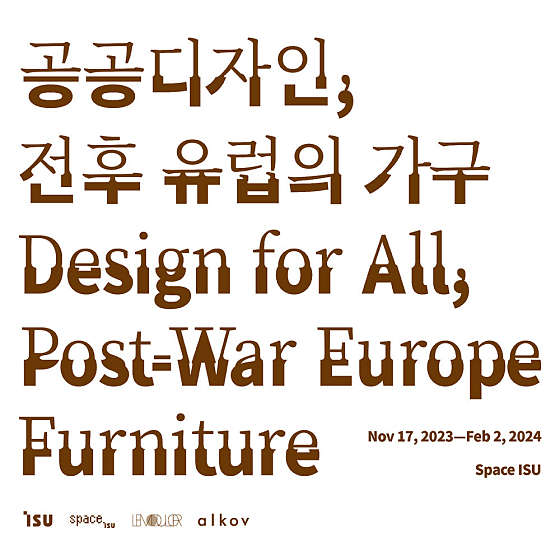 공공디자인,
전후 유럽의 가구
Design for All,
Post-War Europe
Furniture
Nov 17, 2023—Feb 2, 2024
Space ISU
ISU space ISU LEMODULOR alkov